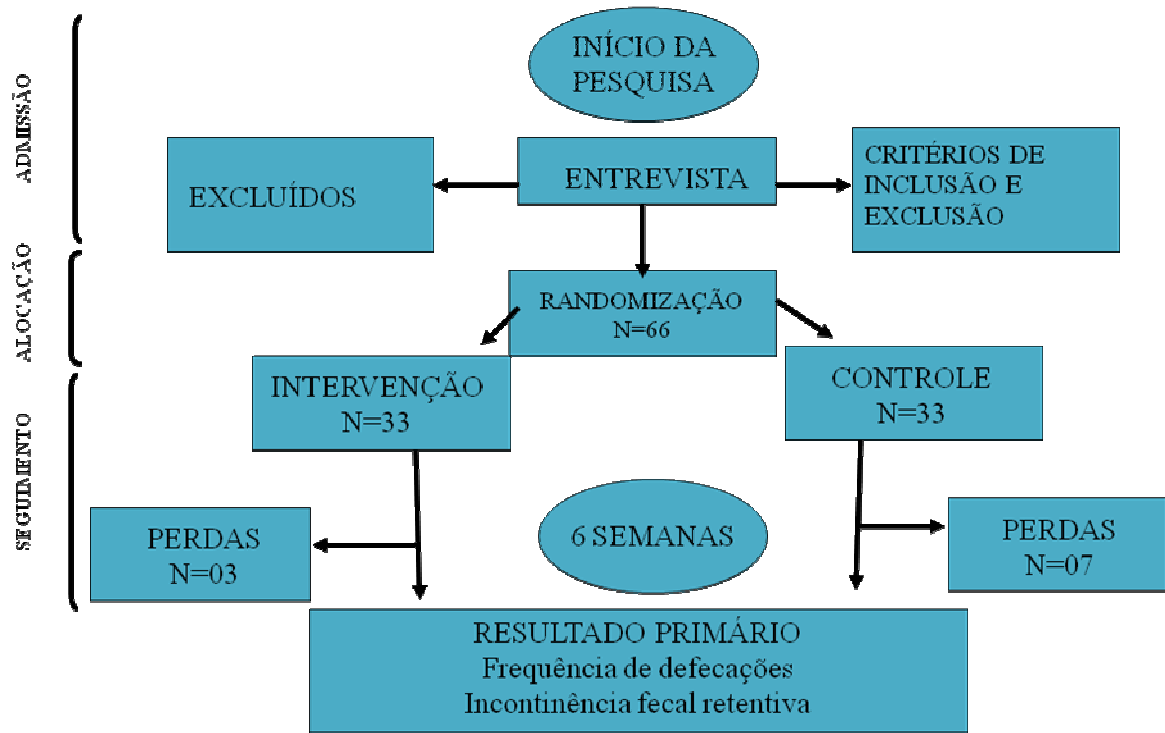 ADMISSÃO
INÍCIO DA
PESQUISA
EXCLUÍDOS
ENTREVISTA
CRITÉRIOS DE
INCLUSÃO E
EXCLUSÃO
ALOCAÇÃO
RANDOMIZAÇÃO
N=66
SEGUIMENTO
INTERVENÇÃO
N=33
CONTROLE
N=33
PERDAS
N=03
6 SEMANAS
PERDAS
N=07
RESULTADO PRIMÁRIO
Frequência de defecações
Incontinência fecal retentiva